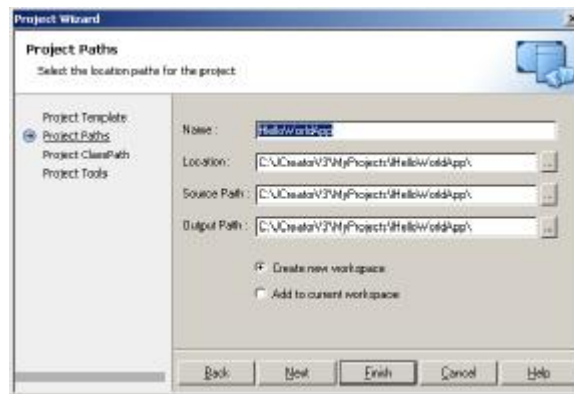 Project Wizard
Project Paths
Select the location paths for the project
Project Template
Project Paths
Project ClassPath
Project Tools
Name :
HelloWorldApp
Location :
C:\JCreatorV3\MyProjects\HelloWorldApp\
...
Source Path :
C:\JCreatorV3\MyProjects\HelloWorldApp\
...
Output Path :
C:\JCreatorV3\MyProjects\HelloWorldApp\
...
Create new workspace
Add to current workspace
Back
Next
Finish
Cancel
Help